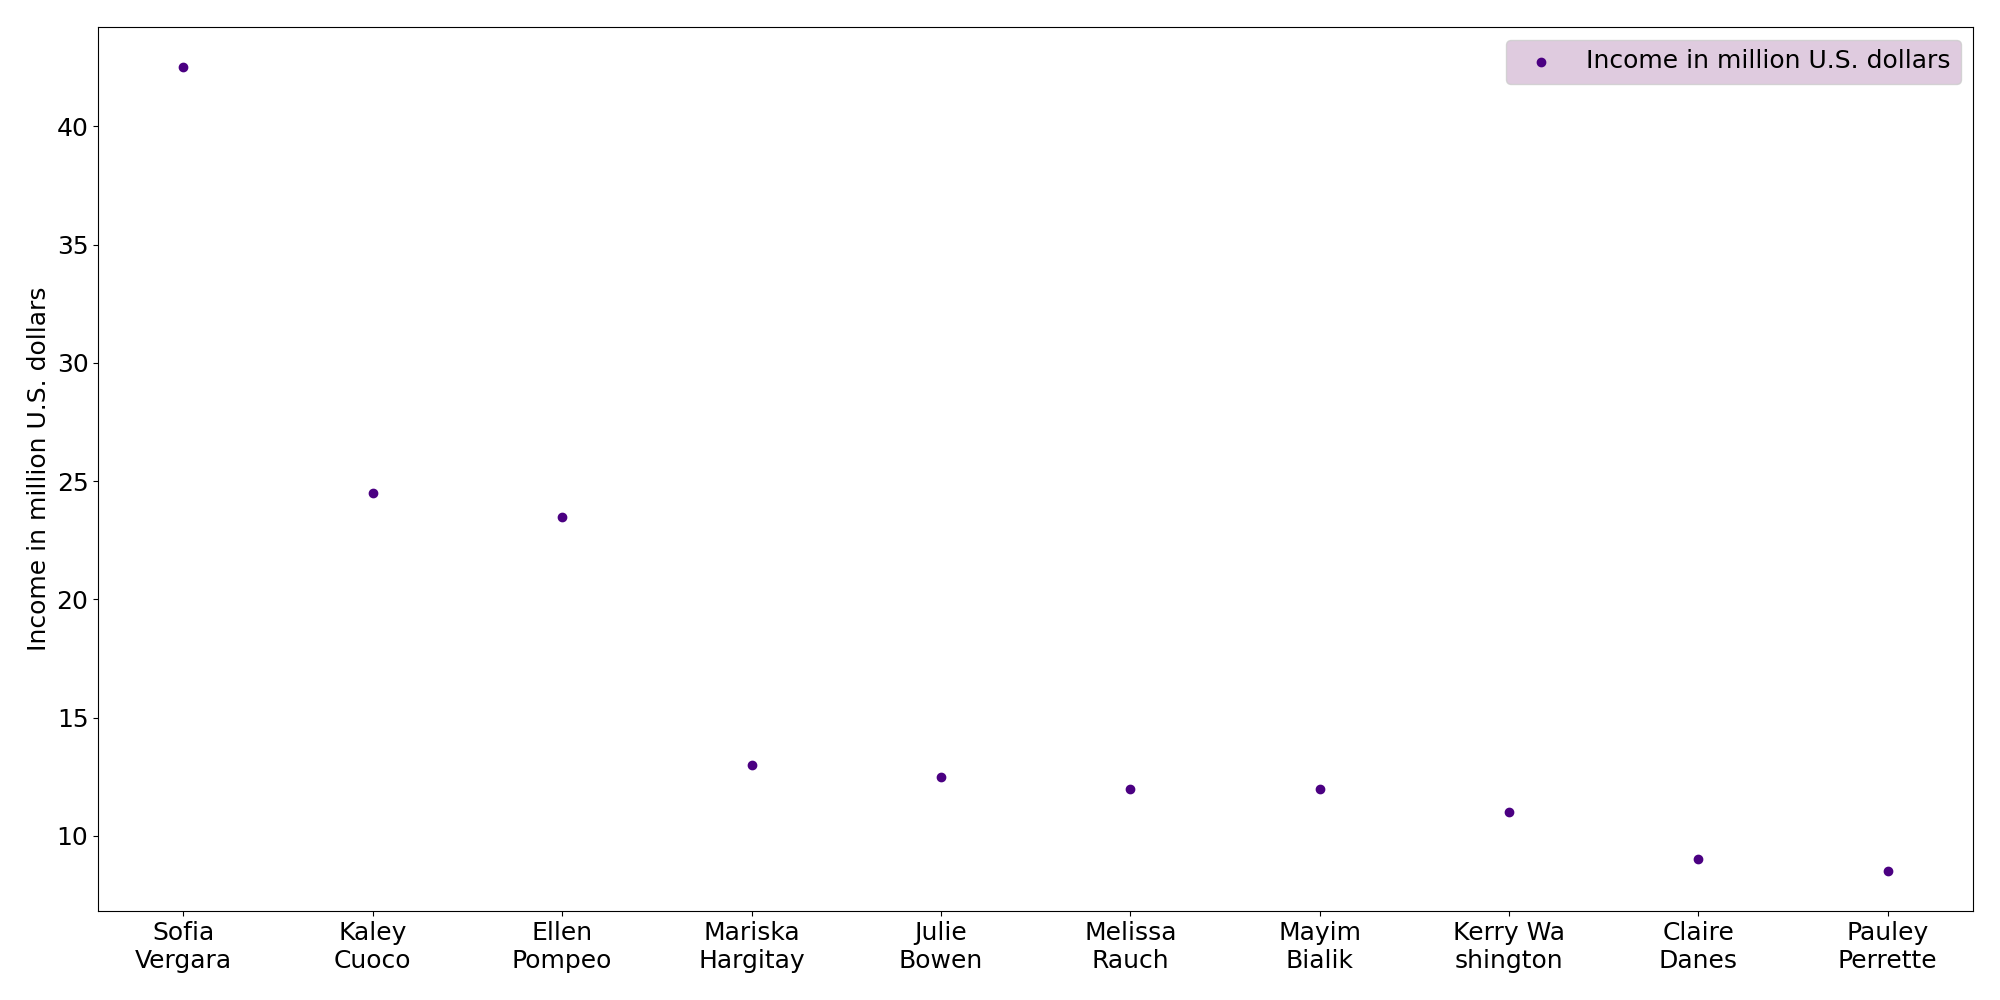 Income in million U.S. dollars
Income in million U.S. dollars
40
35
30
25
20
15
10
Sofia
Vergara
Kaley
Cuoco
Ellen
Pompeo
Mariska
Hargitay
Julie
Bowen
Melissa
Rauch
Mayim
Bialik
Kerry Wa
shington
Claire
Danes
Pauley
Perrette